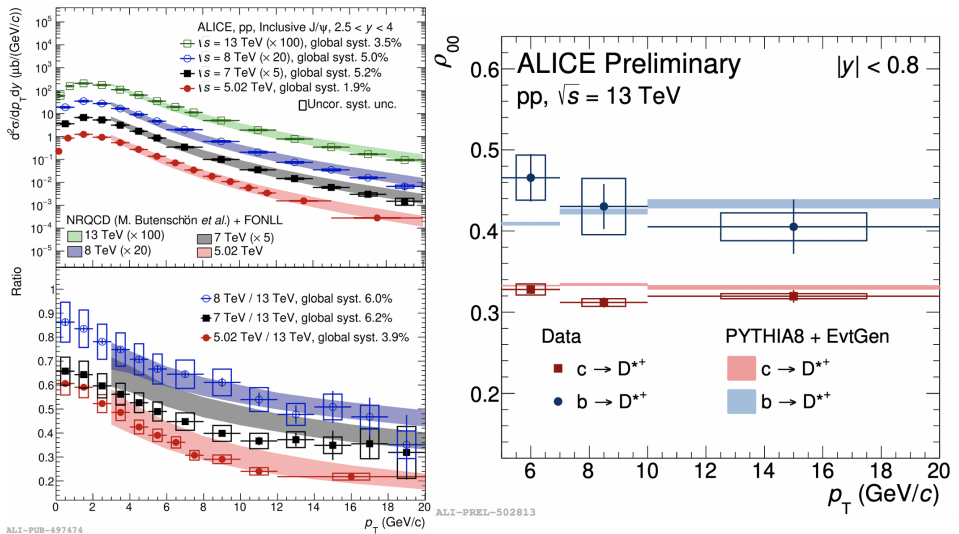 ALICE, pp, Inclusive J/ψ, 2.5 < y < 4
√s = 13 TeV (× 100), global syst. 3.5%
√s = 8 TeV (× 20), global syst. 5.0%
√s = 7 TeV (× 5), global syst. 5.2%
√s = 5.02 TeV, global syst. 1.9%
Uncor. syst. unc.
d²σ/dp_T dy (μb/(GeV/c))
10⁵
10⁴
10³
10²
10
1
10⁻¹
10⁻²
10⁻³
10⁻⁴
10⁻⁵
NRQCD (M. Butenschön et al.) + FONLL
13 TeV (× 100)
7 TeV (× 5)
8 TeV (× 20)
5.02 TeV
Ratio
8 TeV / 13 TeV, global syst. 6.0%
7 TeV / 13 TeV, global syst. 6.2%
5.02 TeV / 13 TeV, global syst. 3.9%
1
0.9
0.8
0.7
0.6
0.5
0.4
0.3
0.2
0 2 4 6 8 10 12 14 16 18 20
p_T (GeV/c)
ALI-PUB-497474
ρ₀₀
ALICE Preliminary
|y| < 0.8
pp, √s = 13 TeV
0.6
0.5
0.4
0.3
0.2
Data
PYTHIA8 + EvtGen
c → D*⁺
c → D*⁺
b → D*⁺
b → D*⁺
6 8 10 12 14 16 18 20
p_T (GeV/c)
ALI-PREL-502813